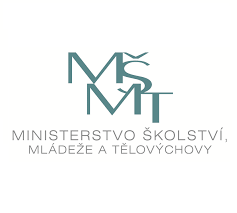 MŠ
MT
MINISTERSTVO ŠKOLSTVÍ,
MLÁDEŽE A TĚLOVÝCHOVY